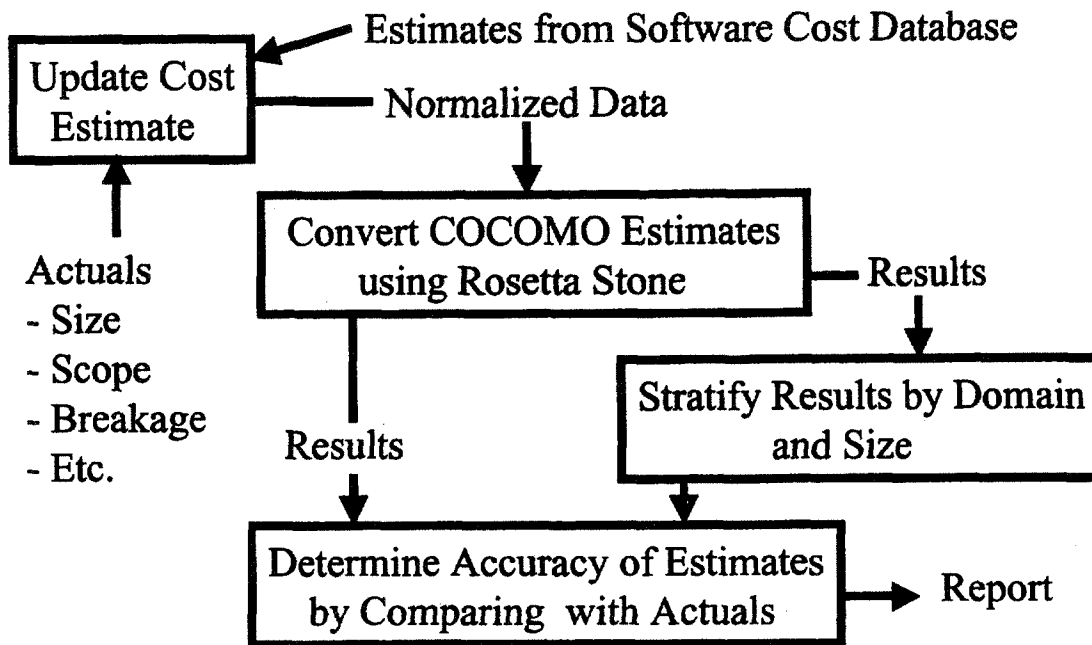 Estimates from Software Cost Database
Update Cost
Estimate
Normalized Data
Convert COCOMO Estimates
using Rosetta Stone
Results
Actuals
- Size
- Scope
- Breakage
- Etc.
Stratify Results by Domain
and Size
Results
Determine Accuracy of Estimates
by Comparing with Actuals
Report